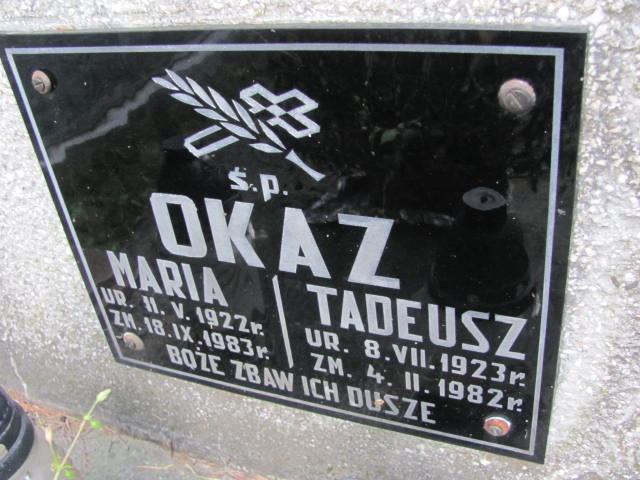 ś.p.
OKAZ
MARIA
UR. 11. V. 1922r.
ZM. 18. IX. 1983r.
TADEUSZ
UR. 8. VII. 1923r.
ZM. 4. II. 1982r.
BOŻE ZBAW ICH DUSZE